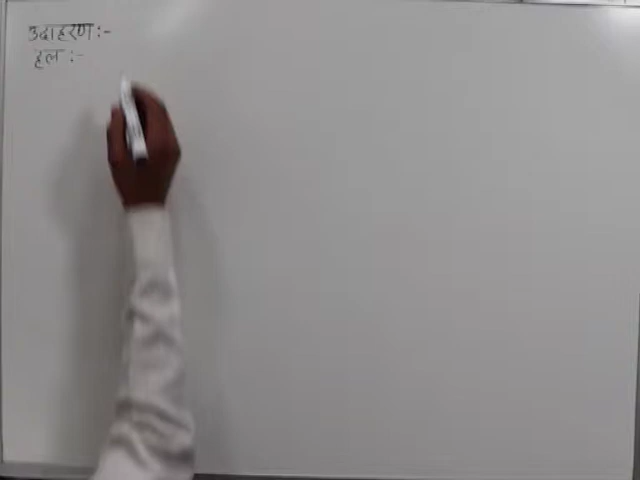 उदाहरण :-
हल :-